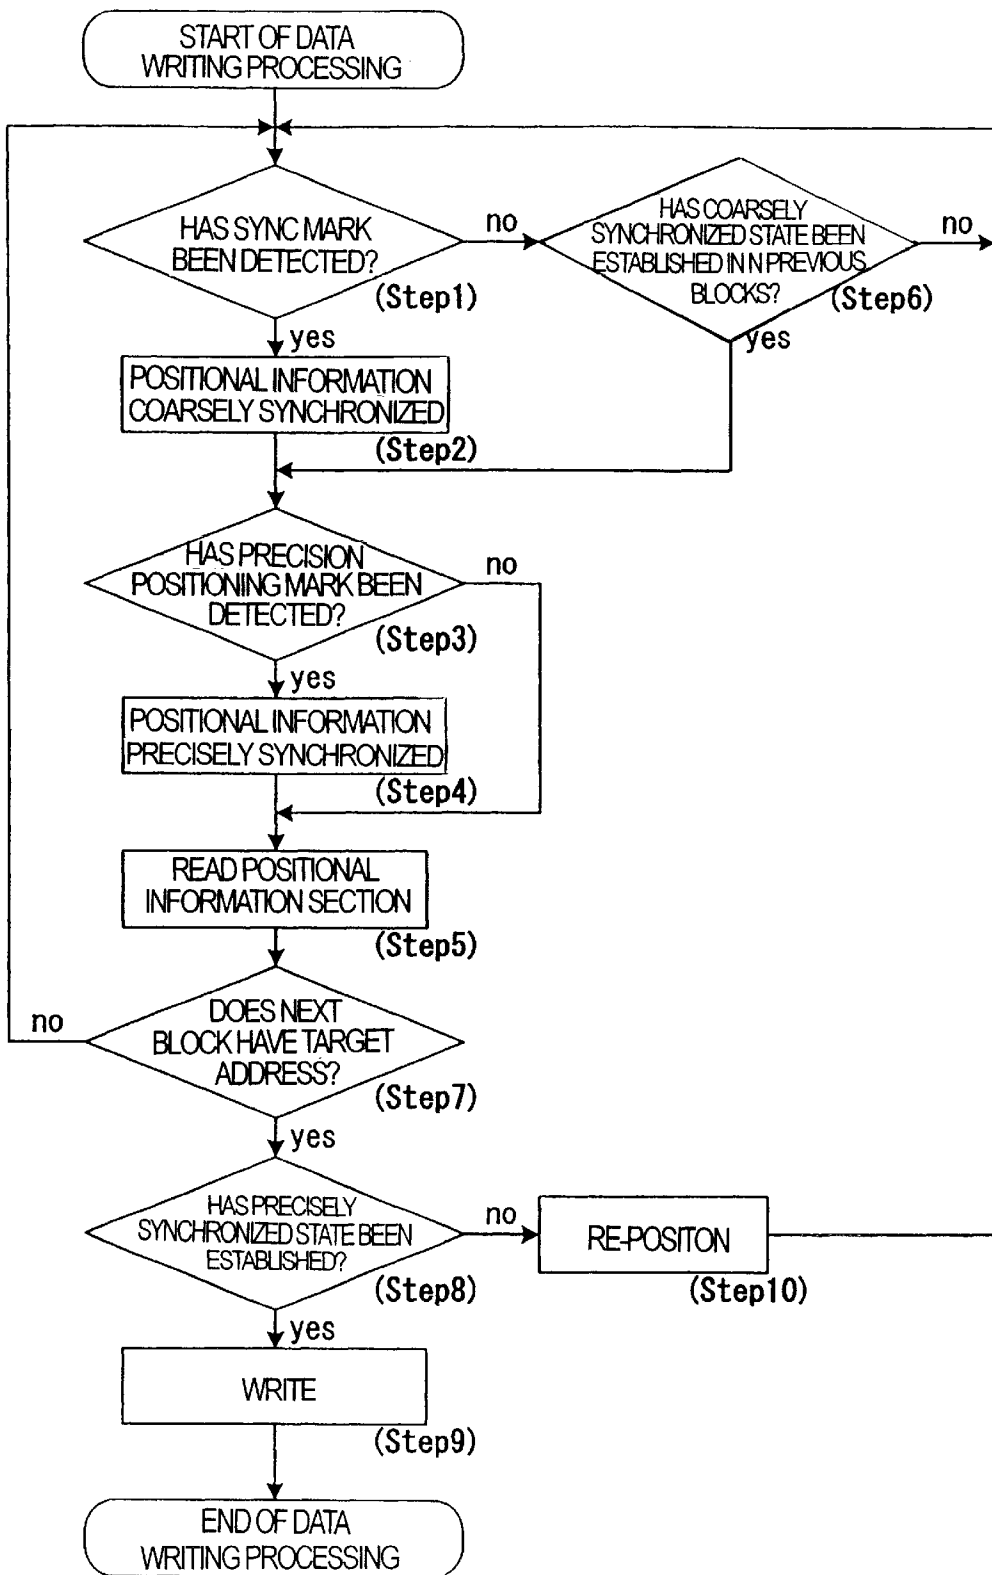 START OF DATA
WRITING PROCESSING
HAS SYNC MARK
BEEN DETECTED?
(Step1)
no
HAS COARSELY
SYNCHRONIZED STATE BEEN
ESTABLISHED IN N PREVIOUS
BLOCKS?
(Step6)
no
yes
yes
POSITIONAL INFORMATION
COARSELY SYNCHRONIZED
(Step2)
HAS PRECISION
POSITIONING MARK BEEN
DETECTED?
(Step3)
no
yes
POSITIONAL INFORMATION
PRECISELY SYNCHRONIZED
(Step4)
READ POSITIONAL
INFORMATION SECTION
(Step5)
DOES NEXT
BLOCK HAVE TARGET
ADDRESS?
(Step7)
no
yes
HAS PRECISELY
SYNCHRONIZED STATE BEEN
ESTABLISHED?
(Step8)
no
RE-POSITON
(Step10)
yes
WRITE
(Step9)
END OF DATA
WRITING PROCESSING